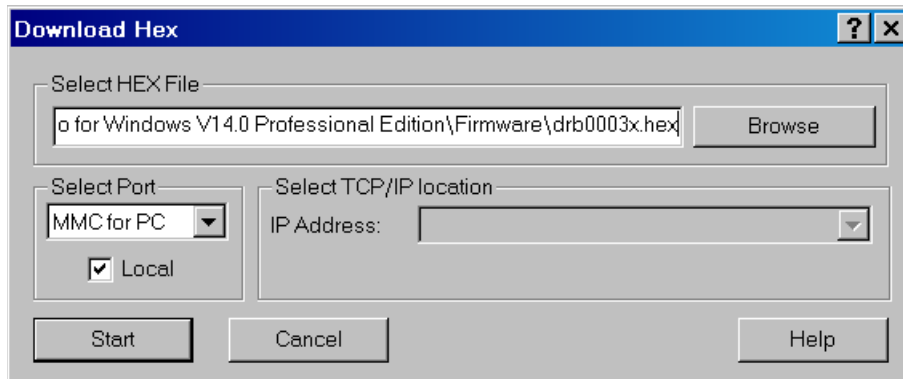 Download Hex
Select HEX File
o for Windows V14.0 Professional Edition\Firmware\drb0003x.hex
Browse
Select Port
MMC for PC
Local
Select TCP/IP location
IP Address:
Start
Cancel
Help